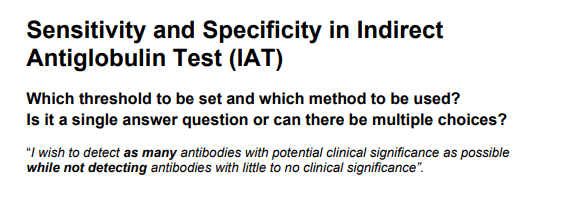 Sensitivity and Specificity in Indirect
Antiglobulin Test (IAT)
Which threshold to be set and which method to be used?
Is it a single answer question or can there be multiple choices?
“I wish to detect as many antibodies with potential clinical significance as possible
while not detecting antibodies with little to no clinical significance”.